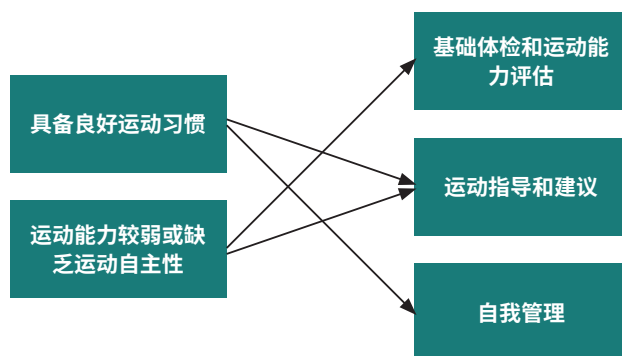 具备良好运动习惯
运动能力较弱或缺
乏运动自主性
基础体检和运动能
力评估
运动指导和建议
自我管理